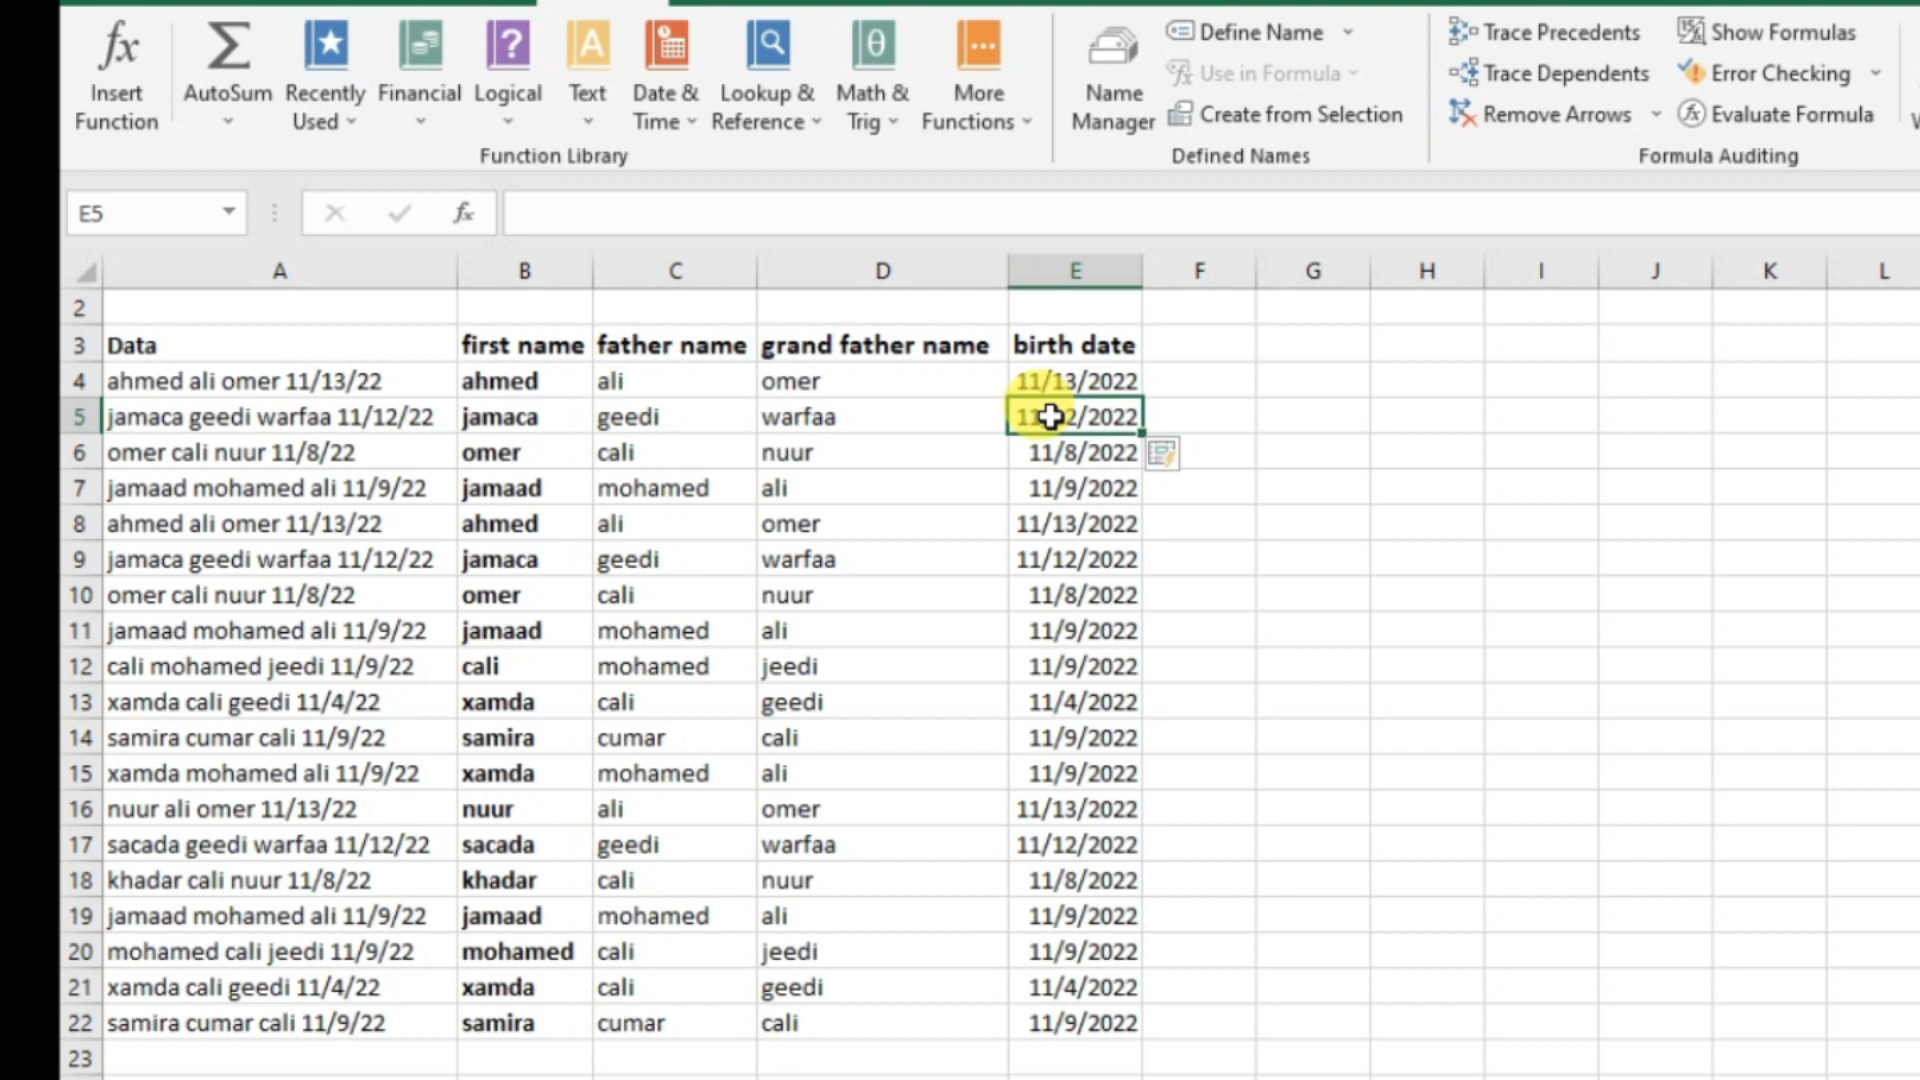 Insert Function
AutoSum
Recently Used
Financial
Logical
Text
Date & Time
Lookup & Reference
Math & Trig
More Functions
Function Library
Name Manager
Define Name
Use in Formula
Create from Selection
Defined Names
Trace Precedents
Trace Dependents
Remove Arrows
Show Formulas
Error Checking
Evaluate Formula
Formula Auditing
E5
fx
A B C D E F G H I J K L
2
3 Data first name father name grand father name birth date
4 ahmed ali omer 11/13/22 ahmed ali omer 11/13/2022
5 jamaca geedi warfaa 11/12/22 jamaca geedi warfaa 11/12/2022
6 omer cali nuur 11/8/22 omer cali nuur 11/8/2022
7 jamaad mohamed ali 11/9/22 jamaad mohamed ali 11/9/2022
8 ahmed ali omer 11/13/22 ahmed ali omer 11/13/2022
9 jamaca geedi warfaa 11/12/22 jamaca geedi warfaa 11/12/2022
10 omer cali nuur 11/8/22 omer cali nuur 11/8/2022
11 jamaad mohamed ali 11/9/22 jamaad mohamed ali 11/9/2022
12 cali mohamed jeedi 11/9/22 cali mohamed jeedi 11/9/2022
13 xamda cali geedi 11/4/22 xamda cali geedi 11/4/2022
14 samira cumar cali 11/9/22 samira cumar cali 11/9/2022
15 xamda mohamed ali 11/9/22 xamda mohamed ali 11/9/2022
16 nuur ali omer 11/13/22 nuur ali omer 11/13/2022
17 sacada geedi warfaa 11/12/22 sacada geedi warfaa 11/12/2022
18 khadar cali nuur 11/8/22 khadar cali nuur 11/8/2022
19 jamaad mohamed ali 11/9/22 jamaad mohamed ali 11/9/2022
20 mohamed cali jeedi 11/9/22 mohamed cali jeedi 11/9/2022
21 xamda cali geedi 11/4/22 xamda cali geedi 11/4/2022
22 samira cumar cali 11/9/22 samira cumar cali 11/9/2022
23